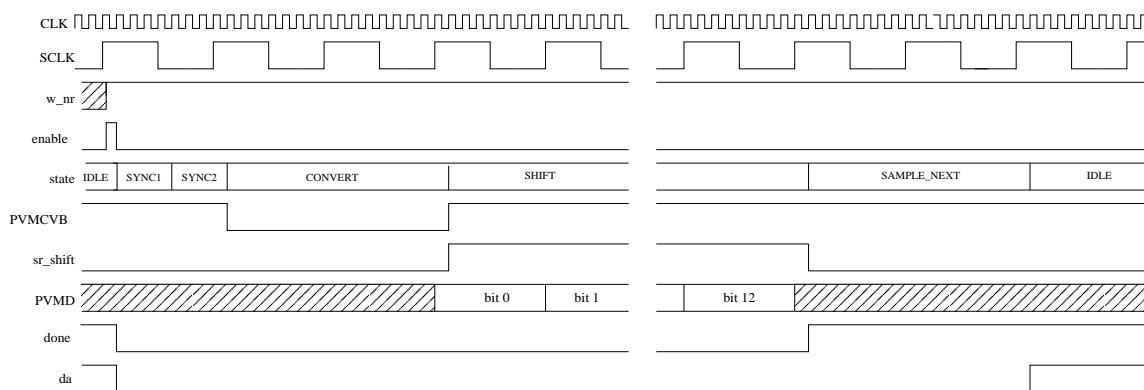 CLK
SCLK
w_nr
enable
state IDLE SYNC1 SYNC2 CONVERT SHIFT SAMPLE_NEXT IDLE
PVMCVB
sr_shift
PVMD bit 0 bit 1 bit 12
done
da